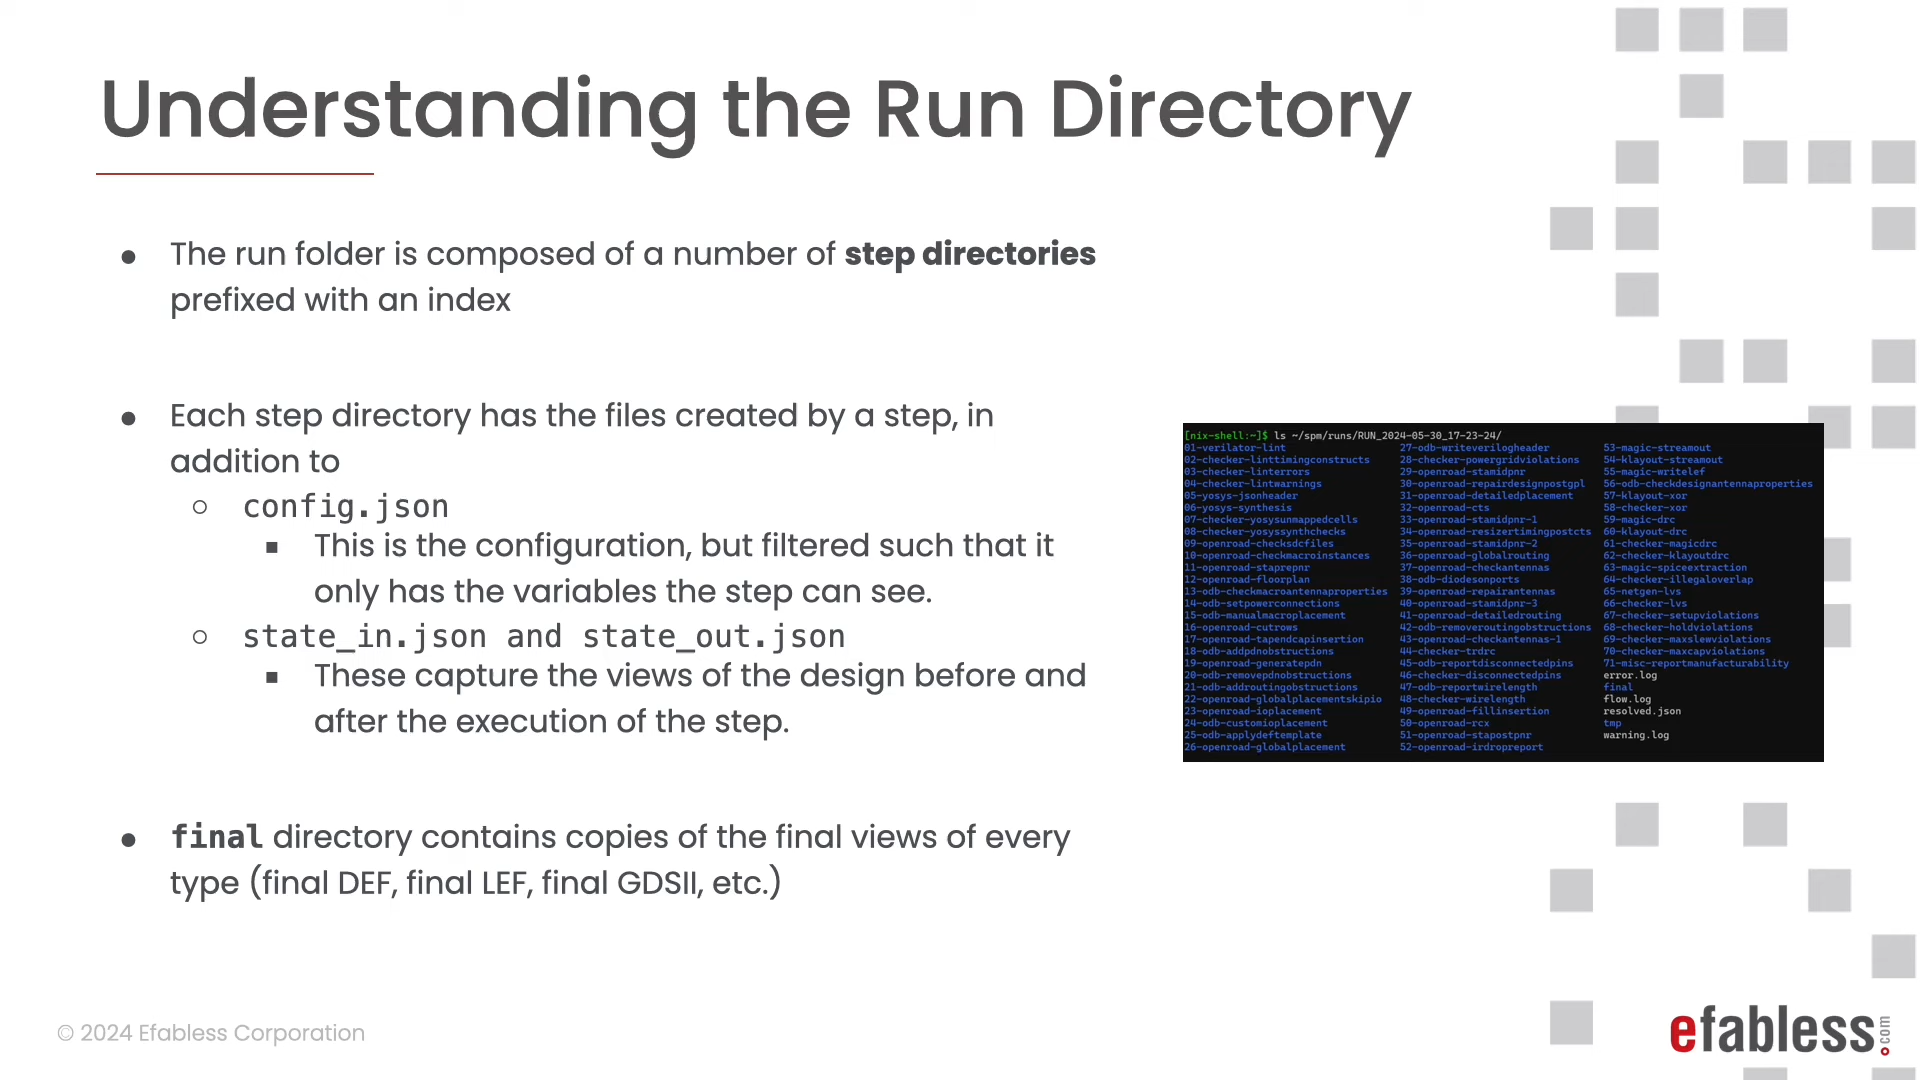 Understanding the Run Directory
● The run folder is composed of a number of step directories
prefixed with an index
● Each step directory has the files created by a step, in
addition to
○ config.json
■ This is the configuration, but filtered such that it
only has the variables the step can see.
○ state_in.json and state_out.json
■ These capture the views of the design before and
after the execution of the step.
● final directory contains copies of the final views of every
type (final DEF, final LEF, final GDSII, etc.)
[nix-shell:~]$ ls ~/spm/runs/RUN_2024-05-30_17-23-24/
01-verilator-lint 27-odb-writeverilogheader 53-magic-streamout
02-checker-linttimingconstructs 28-checker-powergridviolations 54-klayout-streamout
03-checker-linterrors 29-openroad-stamidpnr 55-magic-writelef
04-checker-lintwarnings 30-openroad-repairdesignpostgpl 56-odb-checkdesignantennaproperties
05-yosys-jsonheader 31-openroad-detailedplacement 57-klayout-xor
06-yosys-synthesis 32-openroad-cts 58-checker-xor
07-checker-yosysunmappedcells 33-openroad-stamidpnr-1 59-magic-drc
08-checker-yosyssynthchecks 34-openroad-resizertimingpostcts 60-klayout-drc
09-openroad-checksdcfiles 35-openroad-stamidpnr-2 61-checker-magicdrc
10-openroad-checkmacroinstances 36-openroad-globalrouting 62-checker-klayoutdrc
11-openroad-staprepnr 37-openroad-checkantennas 63-magic-spiceextraction
12-openroad-floorplan 38-odb-diodesonports 64-checker-illegaloverlap
13-odb-checkmacroantennaproperties 39-openroad-repairantennas 65-netgen-lvs
14-odb-setpowerconnections 40-openroad-stamidpnr-3 66-checker-lvs
15-odb-manualmacroplacement 41-openroad-detailedrouting 67-checker-setupviolations
16-openroad-cutrows 42-odb-removeroutingobstructions 68-checker-holdviolations
17-openroad-tapendcapinsertion 43-openroad-checkantennas-1 69-checker-maxslewviolations
18-odb-addpdnobstructions 44-checker-trdrc 70-checker-maxcapviolations
19-openroad-generatepdn 45-odb-reportdisconnectedpins 71-misc-reportmanufacturability
20-odb-removepdnobstructions 46-checker-disconnectedpins error.log
21-odb-addroutingobstructions 47-odb-reportwirelength final
22-openroad-globalplacementskipio 48-checker-wirelength flow.log
23-openroad-ioplacement 49-openroad-fillinsertion resolved.json
24-odb-customioplacement 50-openroad-rcx tmp
25-odb-applydeftemplate 51-openroad-stapostpnr warning.log
26-openroad-globalplacement 52-openroad-irdropreport
© 2024 Efabless Corporation
efabless.com